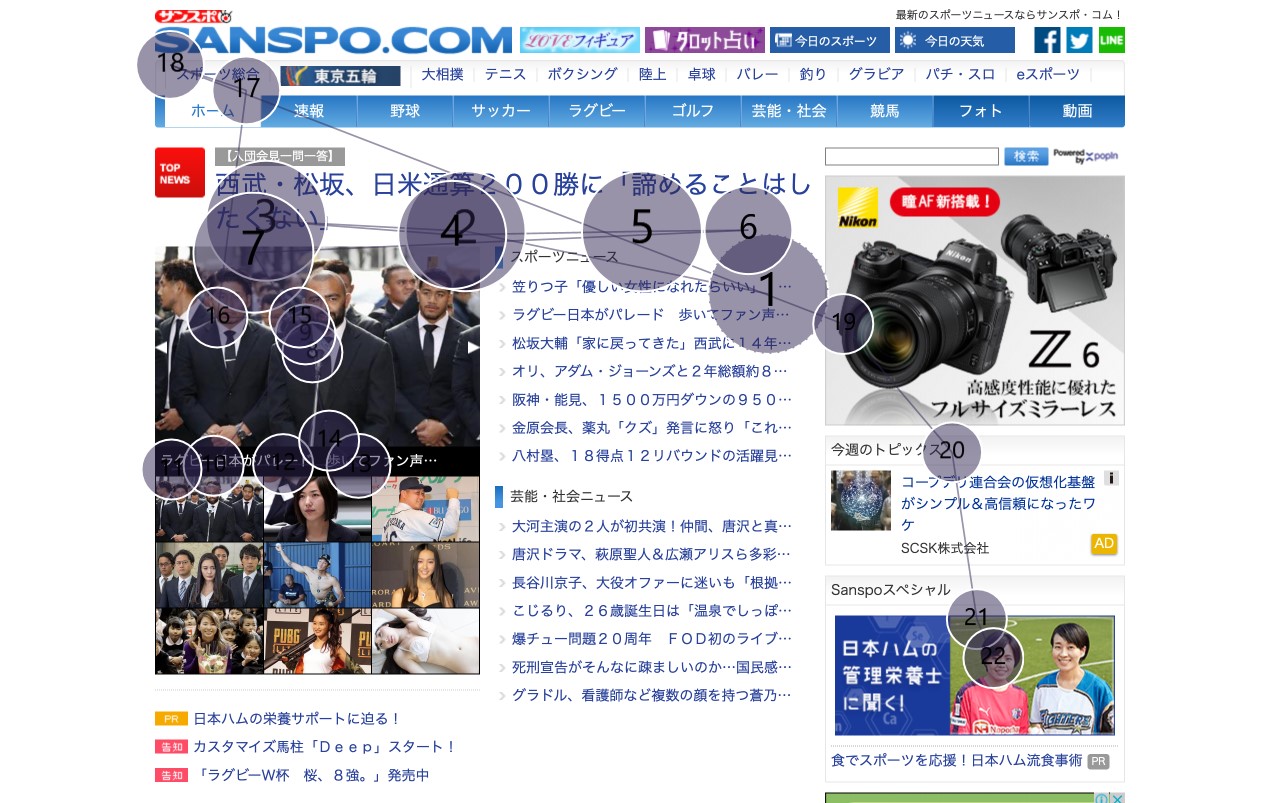 サンスポ
最新のスポーツニュースならサンスポ・コム！
SANSPO.COM
LOVEフィギュア
タロット占い
今日のスポーツ
今日の天気
LINE
18
17
スポーツ総合
東京五輪
大相撲
テニス
ボクシング
陸上
卓球
バレー
釣り
グラビア
パチ・スロ
eスポーツ
ホーム
速報
野球
サッカー
ラグビー
ゴルフ
芸能・社会
競馬
フォト
動画
TOP NEWS
【入団会見一問一答】
西武・松坂、日米通算２００勝に「諦めることはし
たくない」
3
7
4
2
5
6
1
16
15
9
8
14
11
10
12
13
ラグビー日本がパレード　歩いてファン声…
スポーツニュース
笠りつ子「優しい女性になれたらいい」…
ラグビー日本がパレード　歩いてファン声…
松坂大輔「家に戻ってきた」西武に１４年…
オリ、アダム・ジョーンズと２年総額約８…
阪神・能見、１５００万円ダウンの９５０…
金原会長、薬丸「クズ」発言に怒り「これ…
八村塁、１８得点１２リバウンドの活躍見…
芸能・社会ニュース
大河主演の２人が初共演！仲間、唐沢と真…
唐沢ドラマ、萩原聖人＆広瀬アリスら多彩…
長谷川京子、大役オファーに迷いも「根拠…
こじるり、２６歳誕生日は「温泉でしっぽ…
爆チュー問題２０周年　ＦＯＤ初のライブ…
死刑宣告がそんなに疎ましいのか…国民感…
グラドル、看護師など複数の顔を持つ蒼乃…
PR 日本ハムの栄養サポートに迫る！
告知 カスタマイズ馬柱「Ｄｅｅｐ」スタート！
告知 「ラグビーW杯　桜、８強。」発売中
検索
Powered by popIn
Nikon
瞳AF新搭載！
19
Z 6
高感度性能に優れた
フルサイズミラーレス
今週のトピックス
20
連合会の仮想化基盤
がシンプル＆高信頼になったワ
ケ
SCSK株式会社
AD
Sanspoスペシャル
21
22
日本ハムの
管理栄養士
に聞く！
食でスポーツを応援！日本ハム流食事術 PR